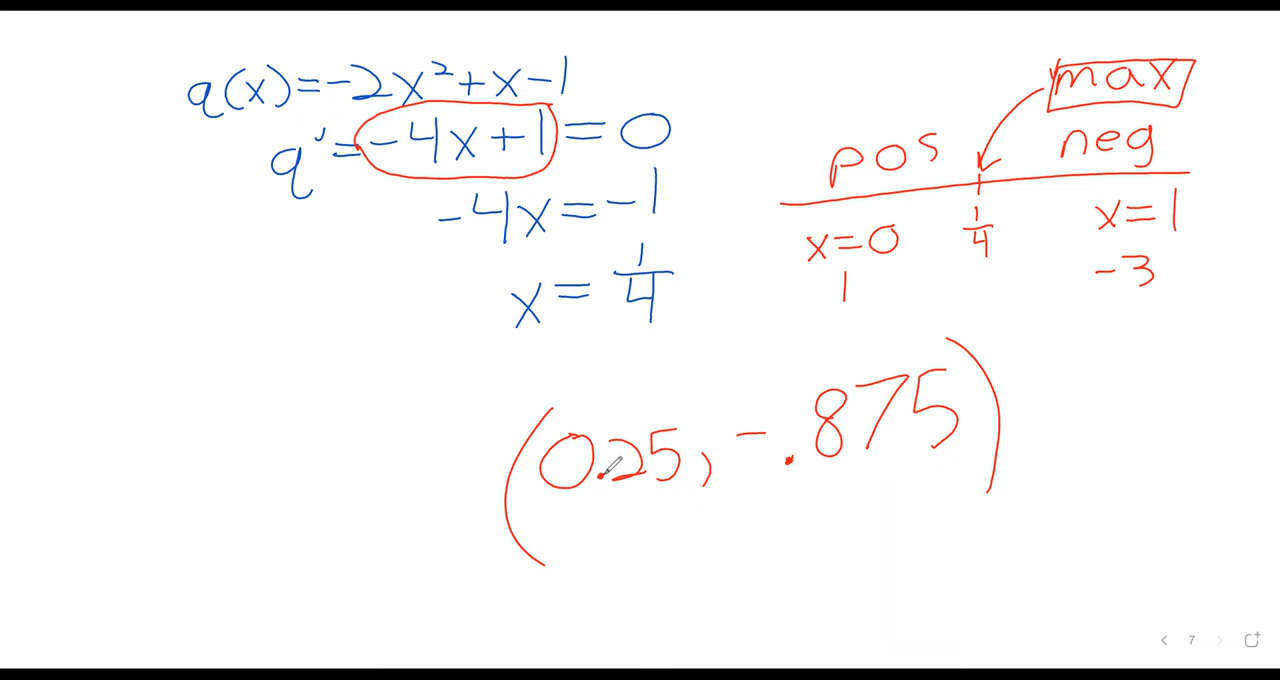 q(x)=-2x²+x-1
q'=-4x+1=0
-4x=-1
x=1/4
max
pos neg
x=0 1/4 x=1
1 -3
(0.25, -.875)
7